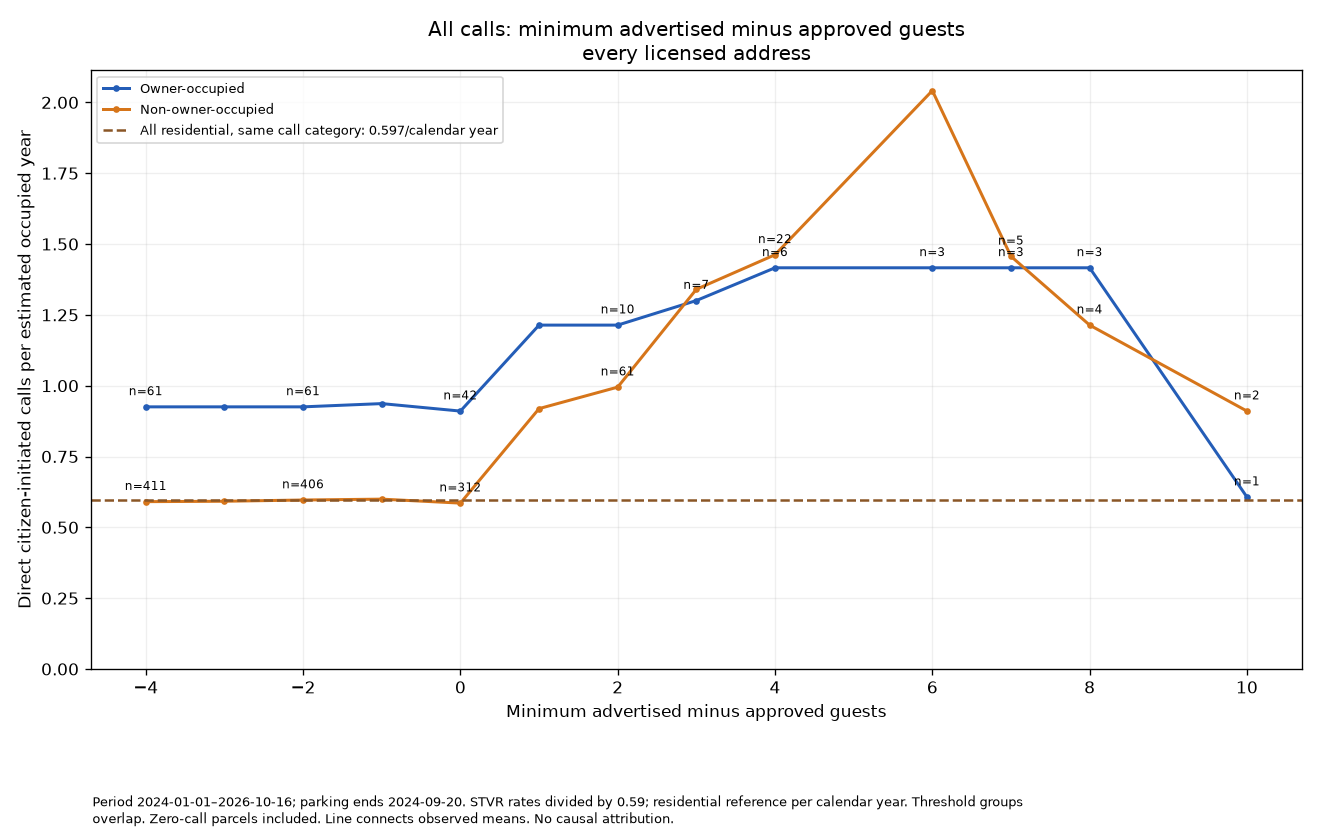 All calls: minimum advertised minus approved guests
every licensed address
Owner-occupied
Non-owner-occupied
All residential, same call category: 0.597/calendar year
Direct citizen-initiated calls per estimated occupied year
2.00
1.75
1.50
1.25
1.00
0.75
0.50
0.25
0.00
n=61
n=61
n=42
n=10
n=7
n=22
n=6
n=3
n=5
n=3
n=3
n=4
n=2
n=1
n=61
n=411
n=406
n=312
−4
−2
0
2
4
6
8
10
Minimum advertised minus approved guests
Period 2024-01-01–2026-10-16; parking ends 2024-09-20. STVR rates divided by 0.59; residential reference per calendar year. Threshold groups
overlap. Zero-call parcels included. Line connects observed means. No causal attribution.